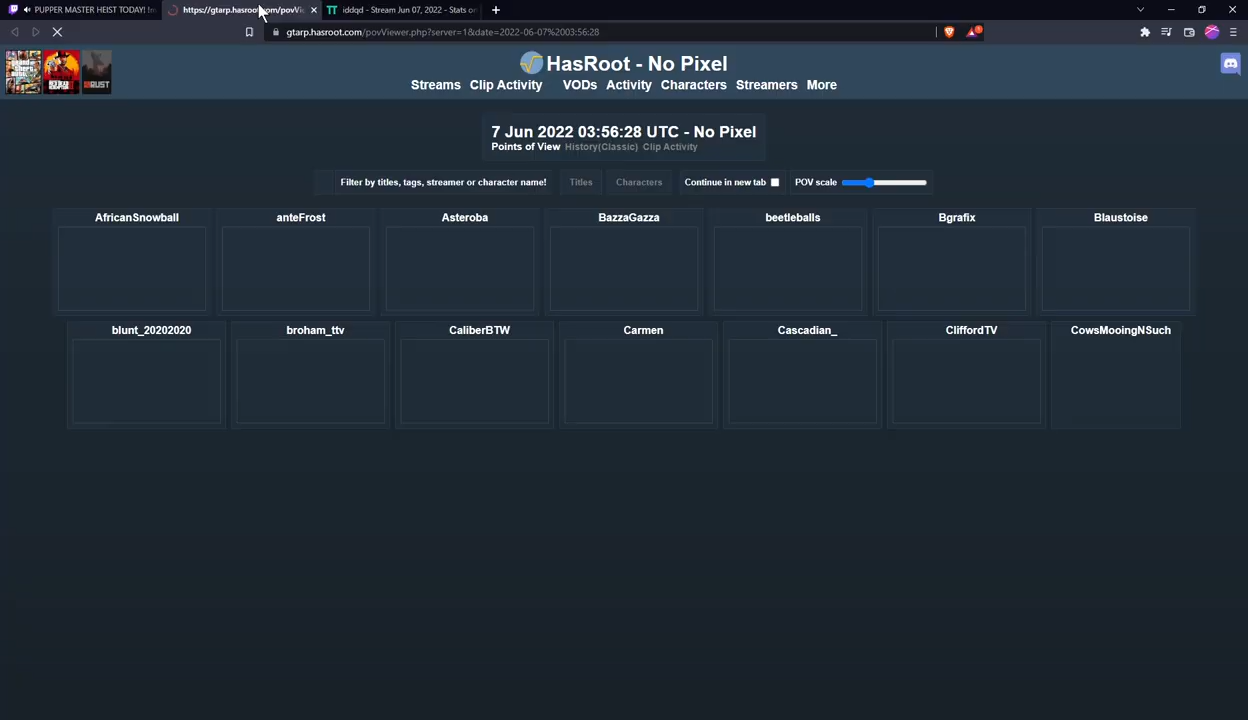 PUPPER MASTER HEIST TODAY!
https://gtarp.hasroot.com/povVi
iddqd - Stream Jun 07, 2022 - Stats on
gtarp.hasroot.com/povViewer.php?server=1&date=2022-06-07%2003:56:28
RUST
HasRoot - No Pixel
Streams Clip Activity VODs Activity Characters Streamers More
7 Jun 2022 03:56:28 UTC - No Pixel
Points of View History(Classic) Clip Activity
Filter by titles, tags, streamer or character name! Titles Characters Continue in new tab POV scale
AfricanSnowball anteFrost Asteroba BazzaGazza beetleballs Bgrafix Blaustoise
blunt_20202020 broham_ttv CaliberBTW Carmen Cascadian_ CliffordTV CowsMooingNSuch